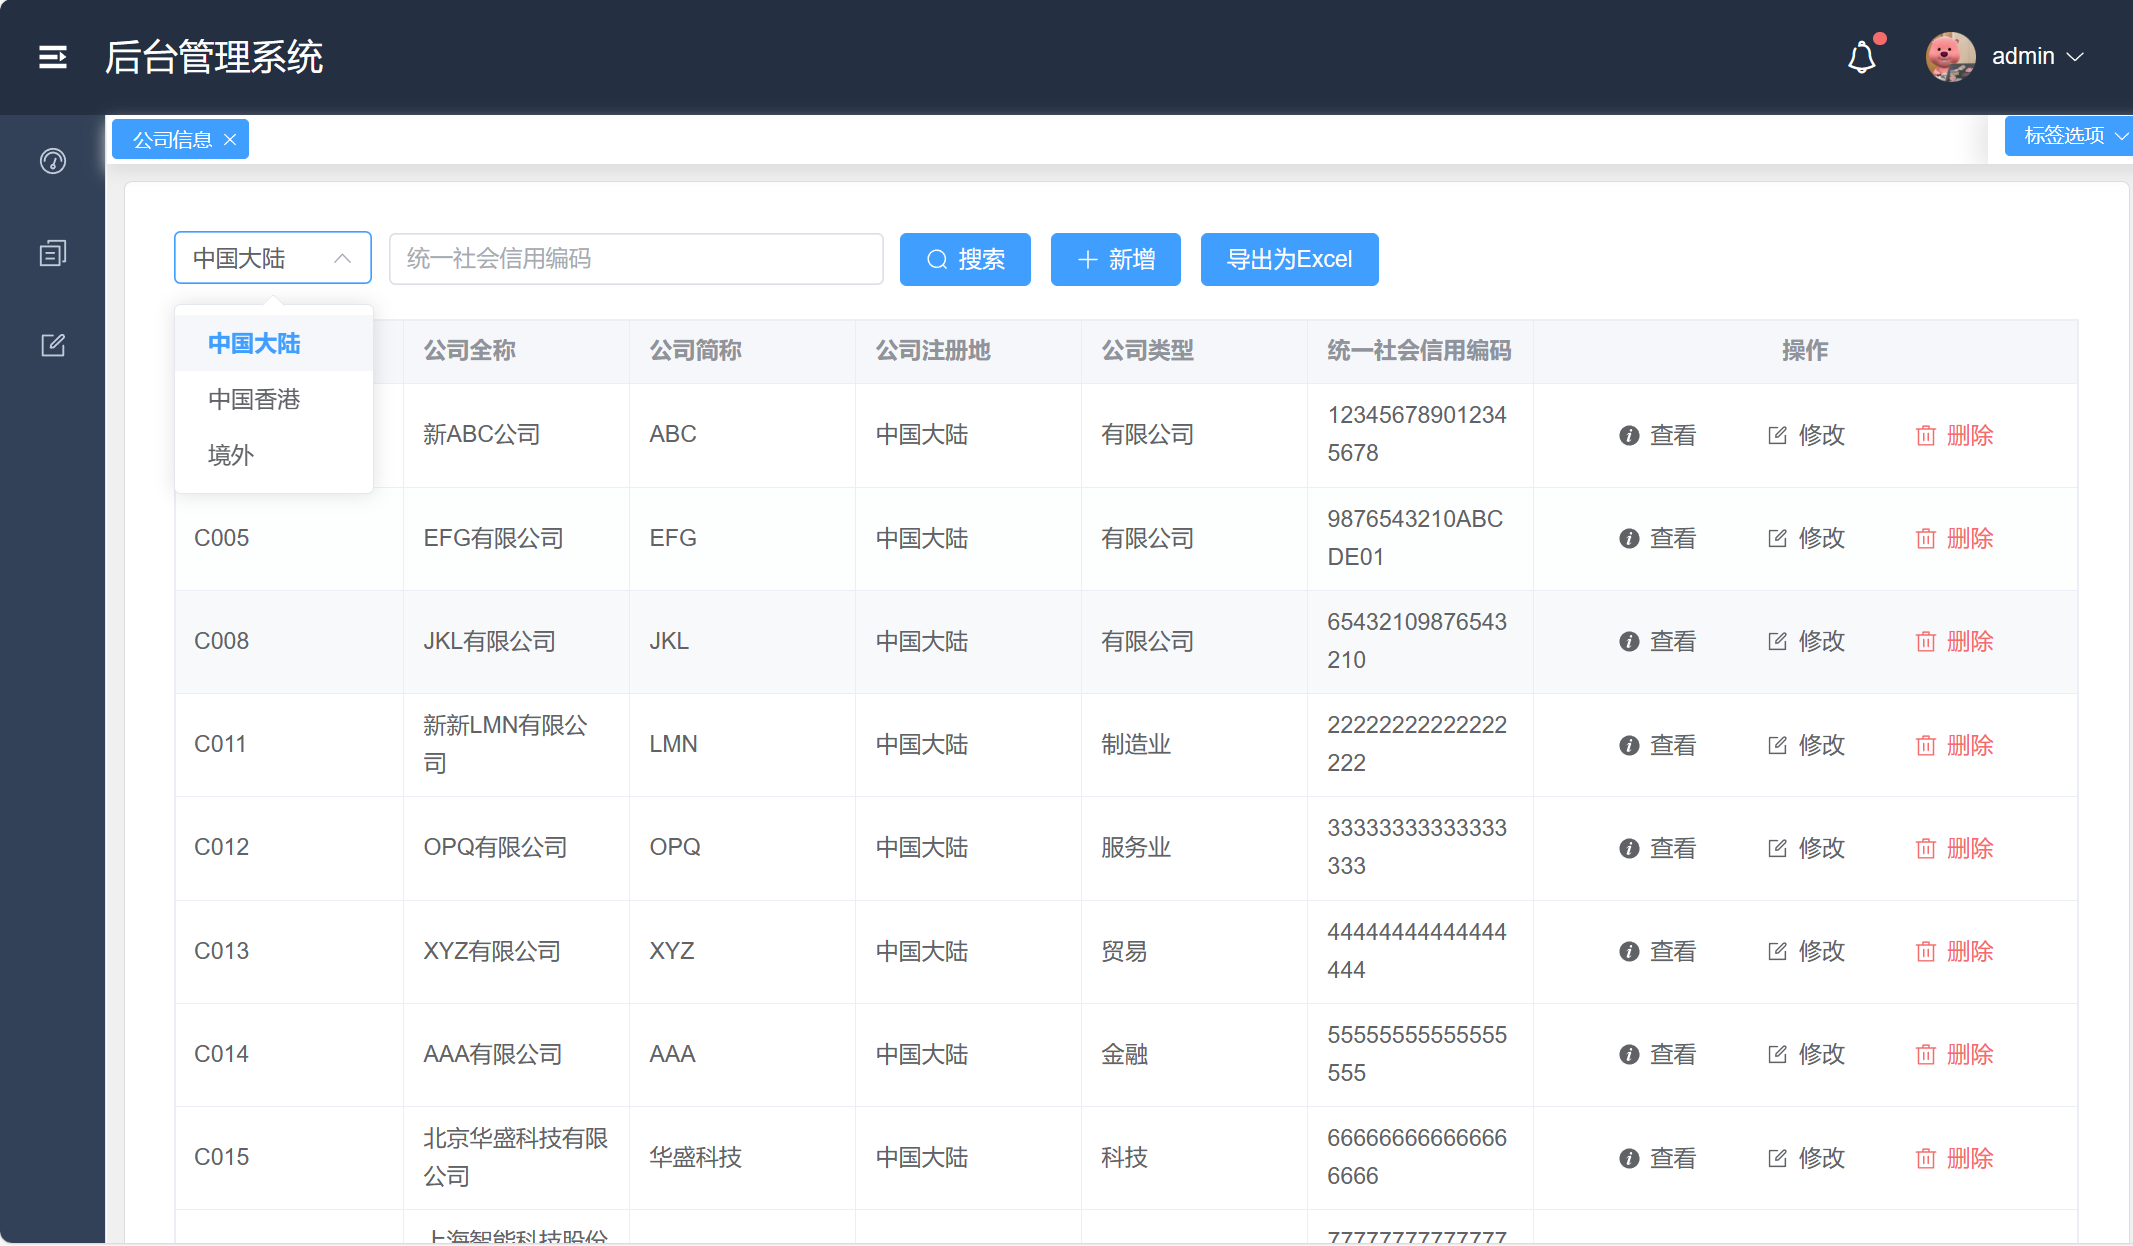 后台管理系统
admin
公司信息
标签选项
中国大陆
统一社会信用编码
搜索
新增
导出为Excel
中国大陆
中国香港
境外
公司全称 公司简称 公司注册地 公司类型 统一社会信用编码 操作
新ABC公司 ABC 中国大陆 有限公司 12345678901234
5678
查看 修改 删除
C005 EFG有限公司 EFG 中国大陆 有限公司 9876543210ABC
DE01
查看 修改 删除
C008 JKL有限公司 JKL 中国大陆 有限公司 65432109876543
210
查看 修改 删除
C011 新新LMN有限公
司
LMN 中国大陆 制造业 22222222222222
222
查看 修改 删除
C012 OPQ有限公司 OPQ 中国大陆 服务业 33333333333333
333
查看 修改 删除
C013 XYZ有限公司 XYZ 中国大陆 贸易 44444444444444
444
查看 修改 删除
C014 AAA有限公司 AAA 中国大陆 金融 55555555555555
555
查看 修改 删除
C015 北京华盛科技有限
公司
华盛科技 中国大陆 科技 66666666666666
6666
查看 修改 删除
上海智能科技股份 77777777777777